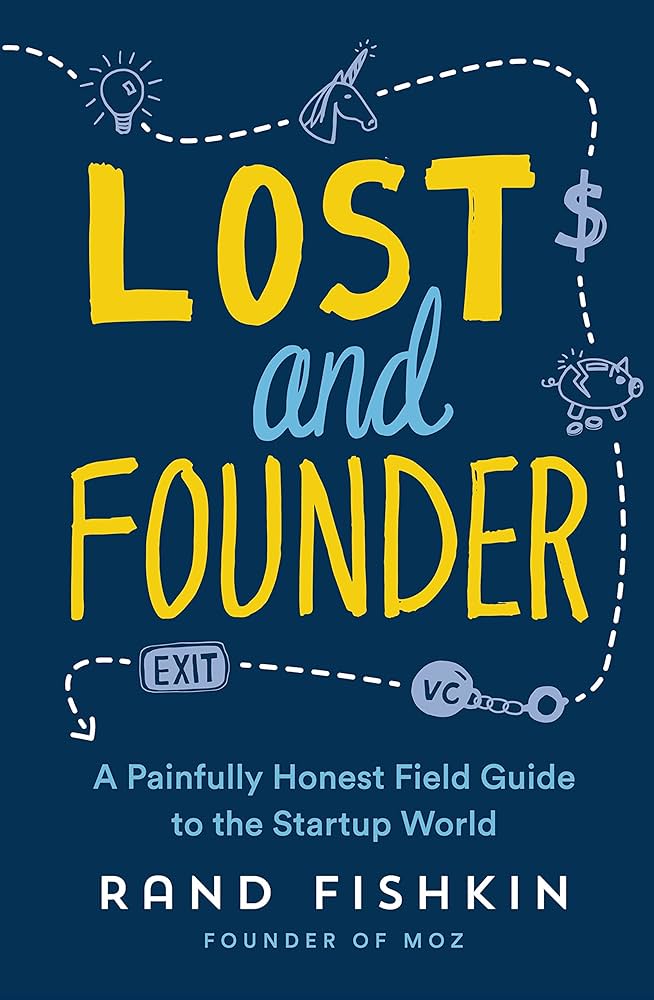 $
LOST
and
FOUNDER
EXIT
VC
A Painfully Honest Field Guide
to the Startup World
RAND FISHKIN
FOUNDER OF MOZ